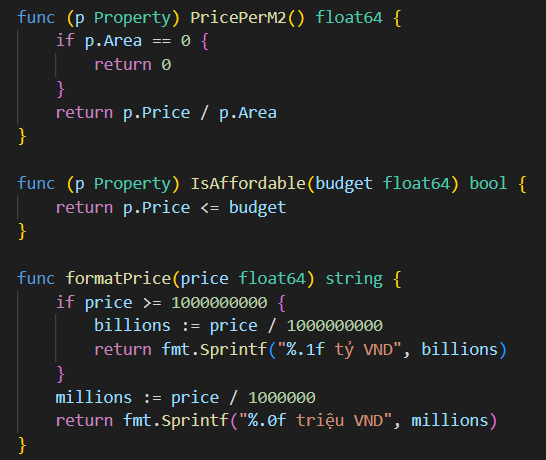 func (p Property) PricePerM2() float64 {
    if p.Area == 0 {
        return 0
    }
    return p.Price / p.Area
}

func (p Property) IsAffordable(budget float64) bool {
    return p.Price <= budget
}

func formatPrice(price float64) string {
    if price >= 1000000000 {
        billions := price / 1000000000
        return fmt.Sprintf("%.1f tỷ VND", billions)
    }
    millions := price / 1000000
    return fmt.Sprintf("%.0f triệu VND", millions)
}